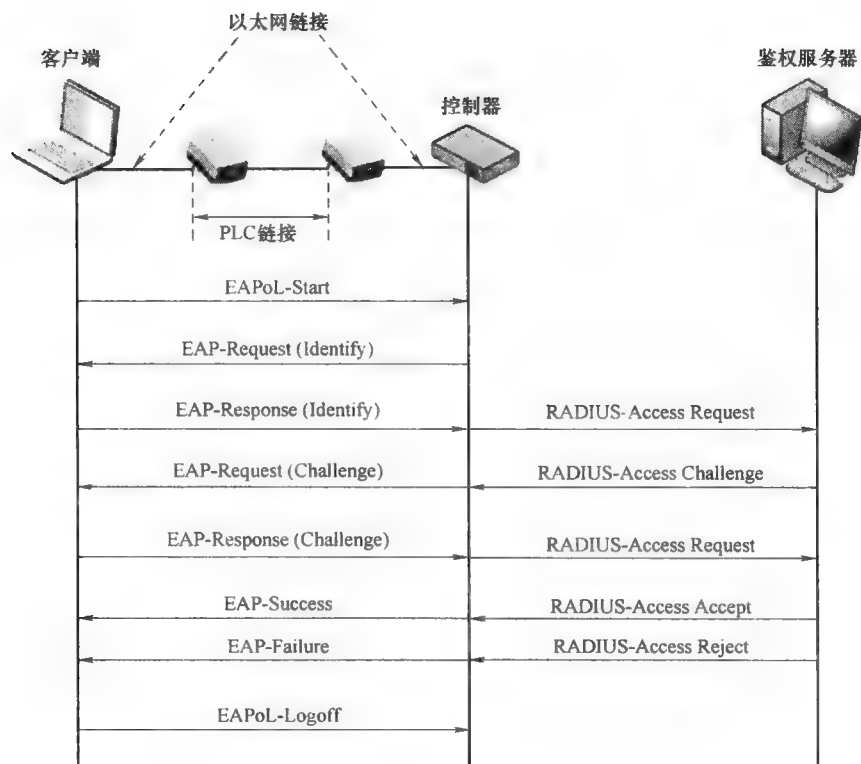 以太网链接
客户端
鉴权服务器
控制器
PLC链接
EAPoL-Start
EAP-Request (Identify)
EAP-Response (Identify)
RADIUS-Access Request
EAP-Request (Challenge)
RADIUS-Access Challenge
EAP-Response (Challenge)
RADIUS-Access Request
EAP-Success
RADIUS-Access Accept
EAP-Failure
RADIUS-Access Reject
EAPoL-Logoff